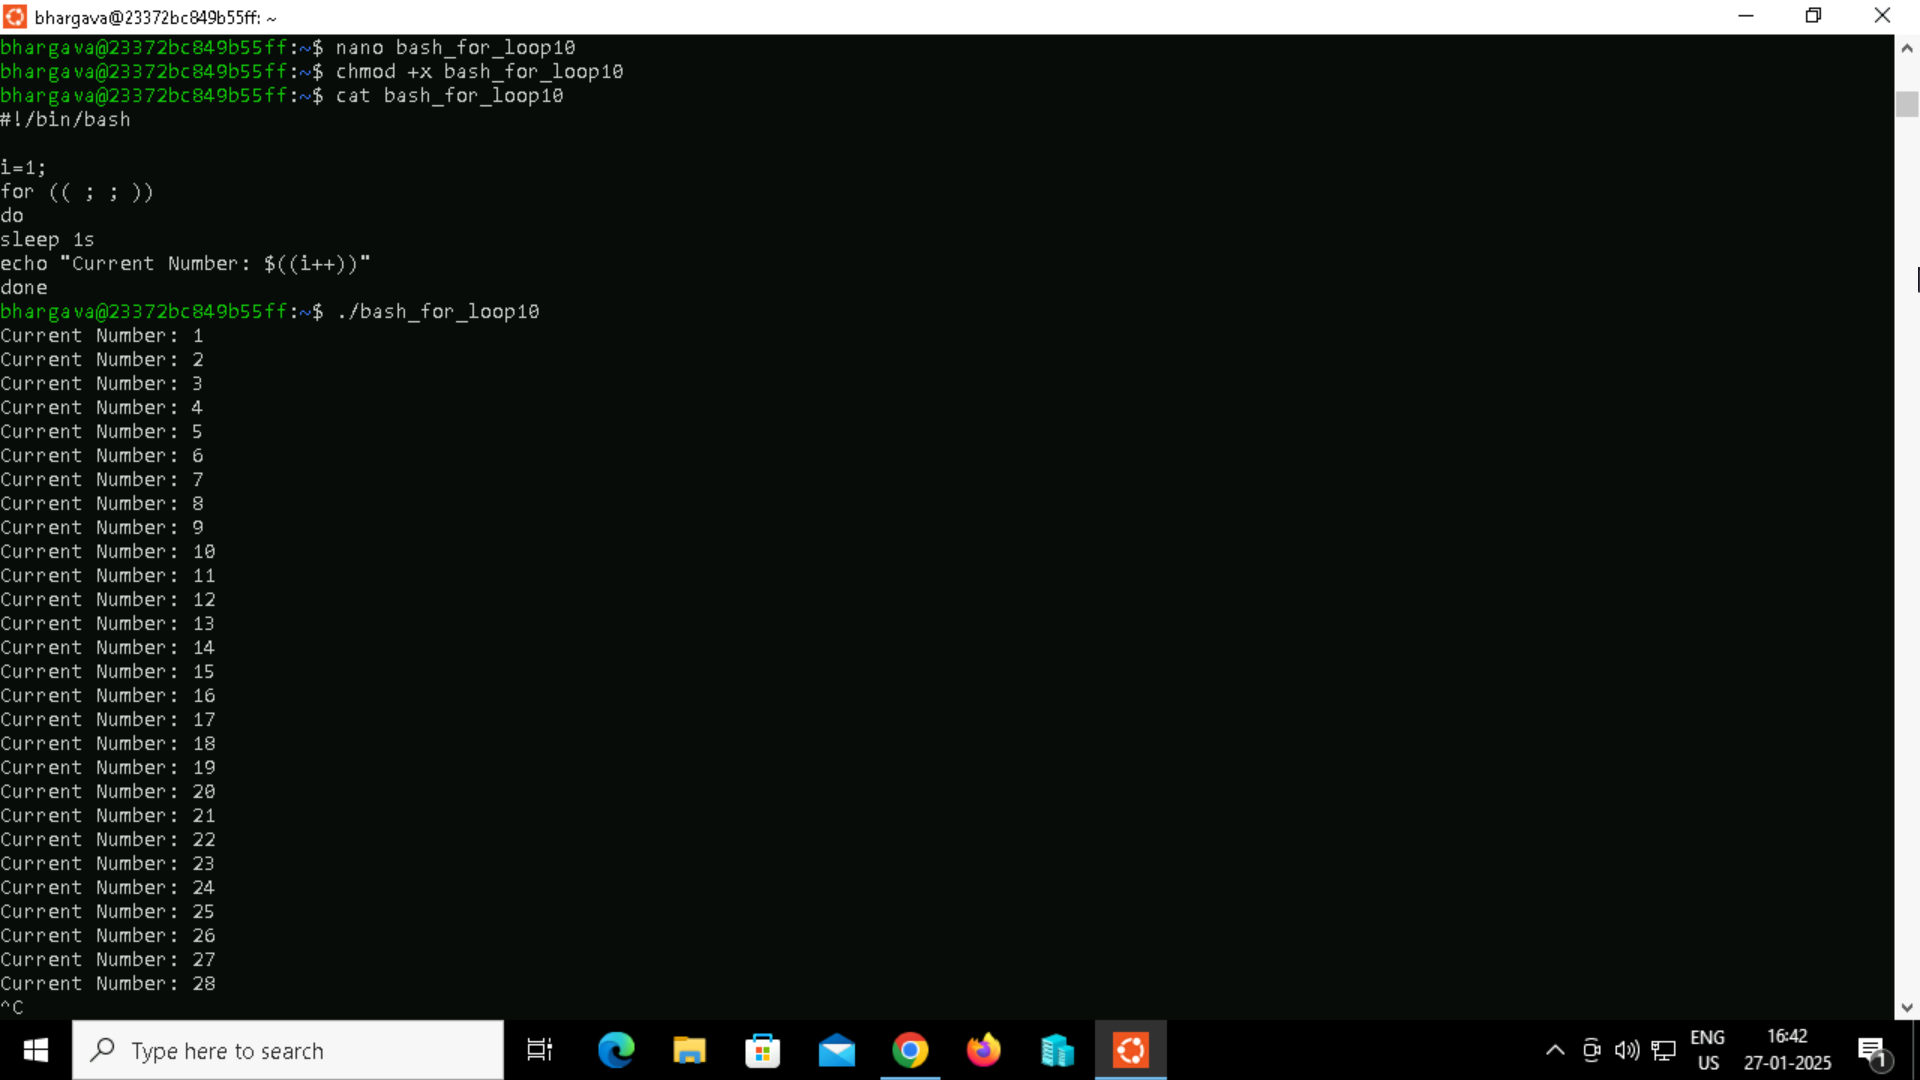 bhargava@23372bc849b55ff: ~
bhargava@23372bc849b55ff:~$ nano bash_for_loop10
bhargava@23372bc849b55ff:~$ chmod +x bash_for_loop10
bhargava@23372bc849b55ff:~$ cat bash_for_loop10
#!/bin/bash
i=1;
for (( ; ; ))
do
sleep 1s
echo "Current Number: $((i++))"
done
bhargava@23372bc849b55ff:~$ ./bash_for_loop10
Current Number: 1
Current Number: 2
Current Number: 3
Current Number: 4
Current Number: 5
Current Number: 6
Current Number: 7
Current Number: 8
Current Number: 9
Current Number: 10
Current Number: 11
Current Number: 12
Current Number: 13
Current Number: 14
Current Number: 15
Current Number: 16
Current Number: 17
Current Number: 18
Current Number: 19
Current Number: 20
Current Number: 21
Current Number: 22
Current Number: 23
Current Number: 24
Current Number: 25
Current Number: 26
Current Number: 27
Current Number: 28
^C
Type here to search
ENG
US
16:42
27-01-2025
1